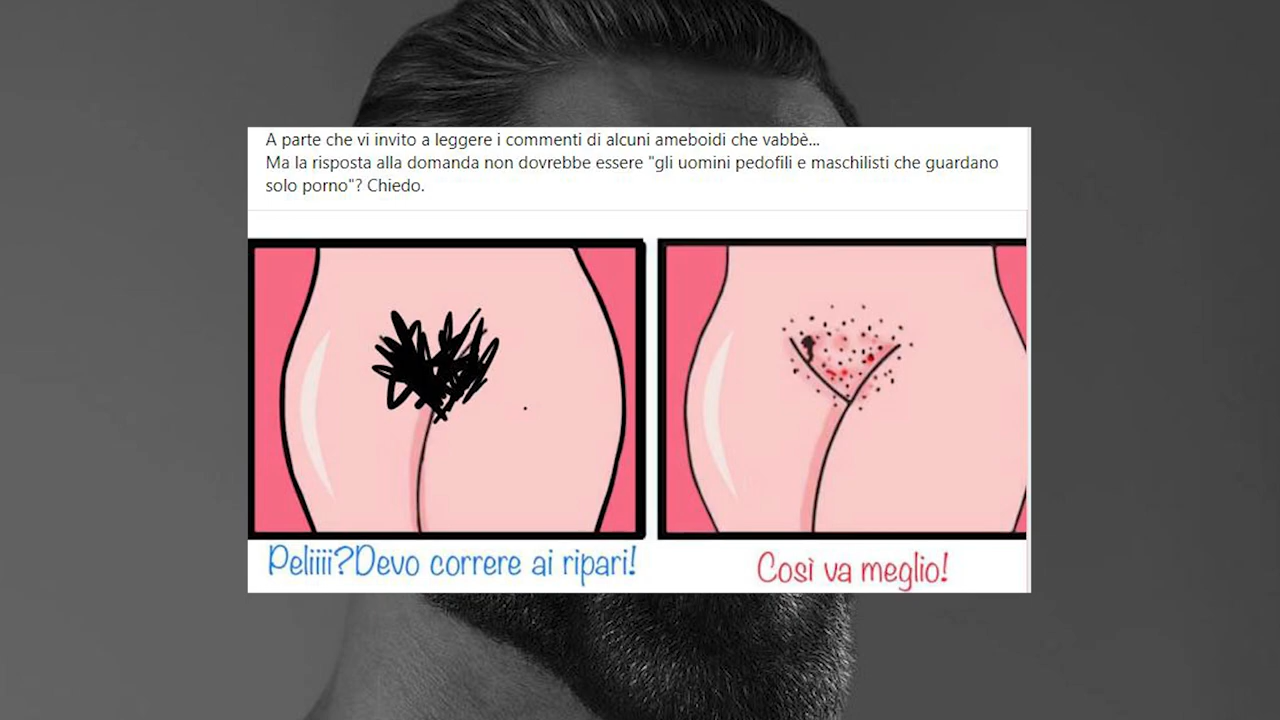 A parte che vi invito a leggere i commenti di alcuni ameboidi che vabbè...
Ma la risposta alla domanda non dovrebbe essere "gli uomini pedofili e maschilisti che guardano
solo porno"? Chiedo.
Peliiii?Devo correre ai ripari!
Così va meglio!